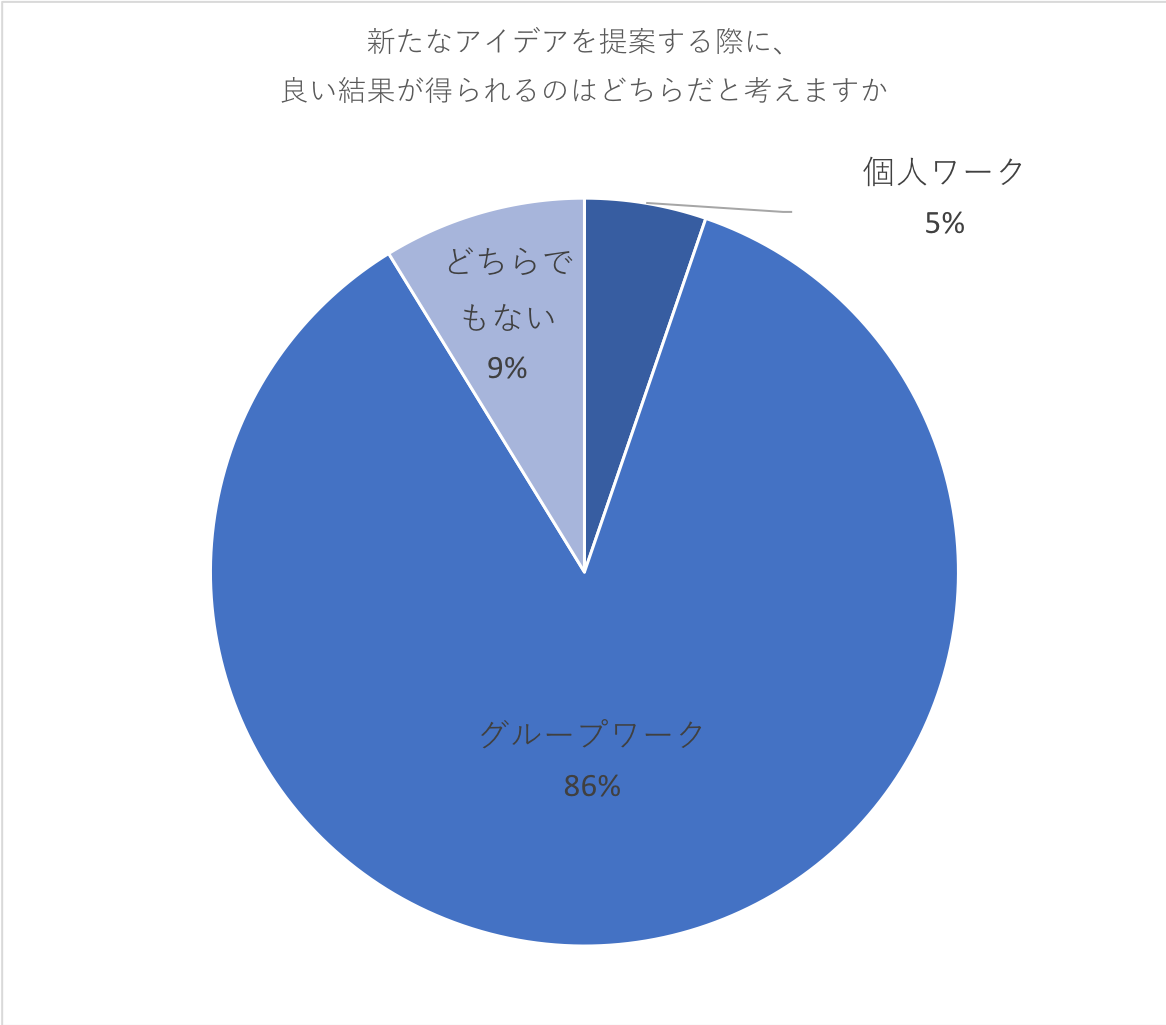 新たなアイデアを提案する際に、
良い結果が得られるのはどちらだと考えますか
個人ワーク
5%
どちらで
もない
9%
グループワーク
86%